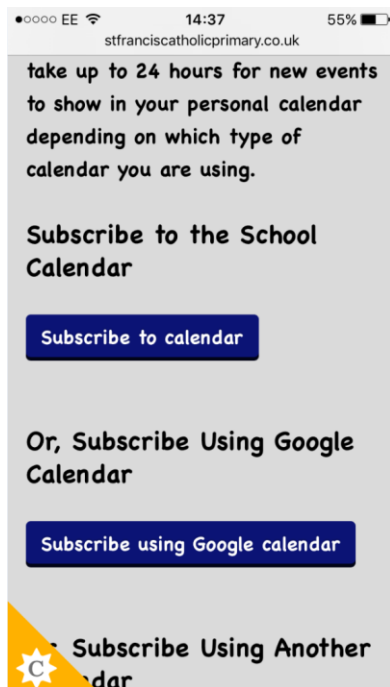 EE 14:37 55%
stfranciscatholicprimary.co.uk
take up to 24 hours for new events
to show in your personal calendar
depending on which type of
calendar you are using.
Subscribe to the School
Calendar
Subscribe to calendar
Or, Subscribe Using Google
Calendar
Subscribe using Google calendar
Subscribe Using Another
C